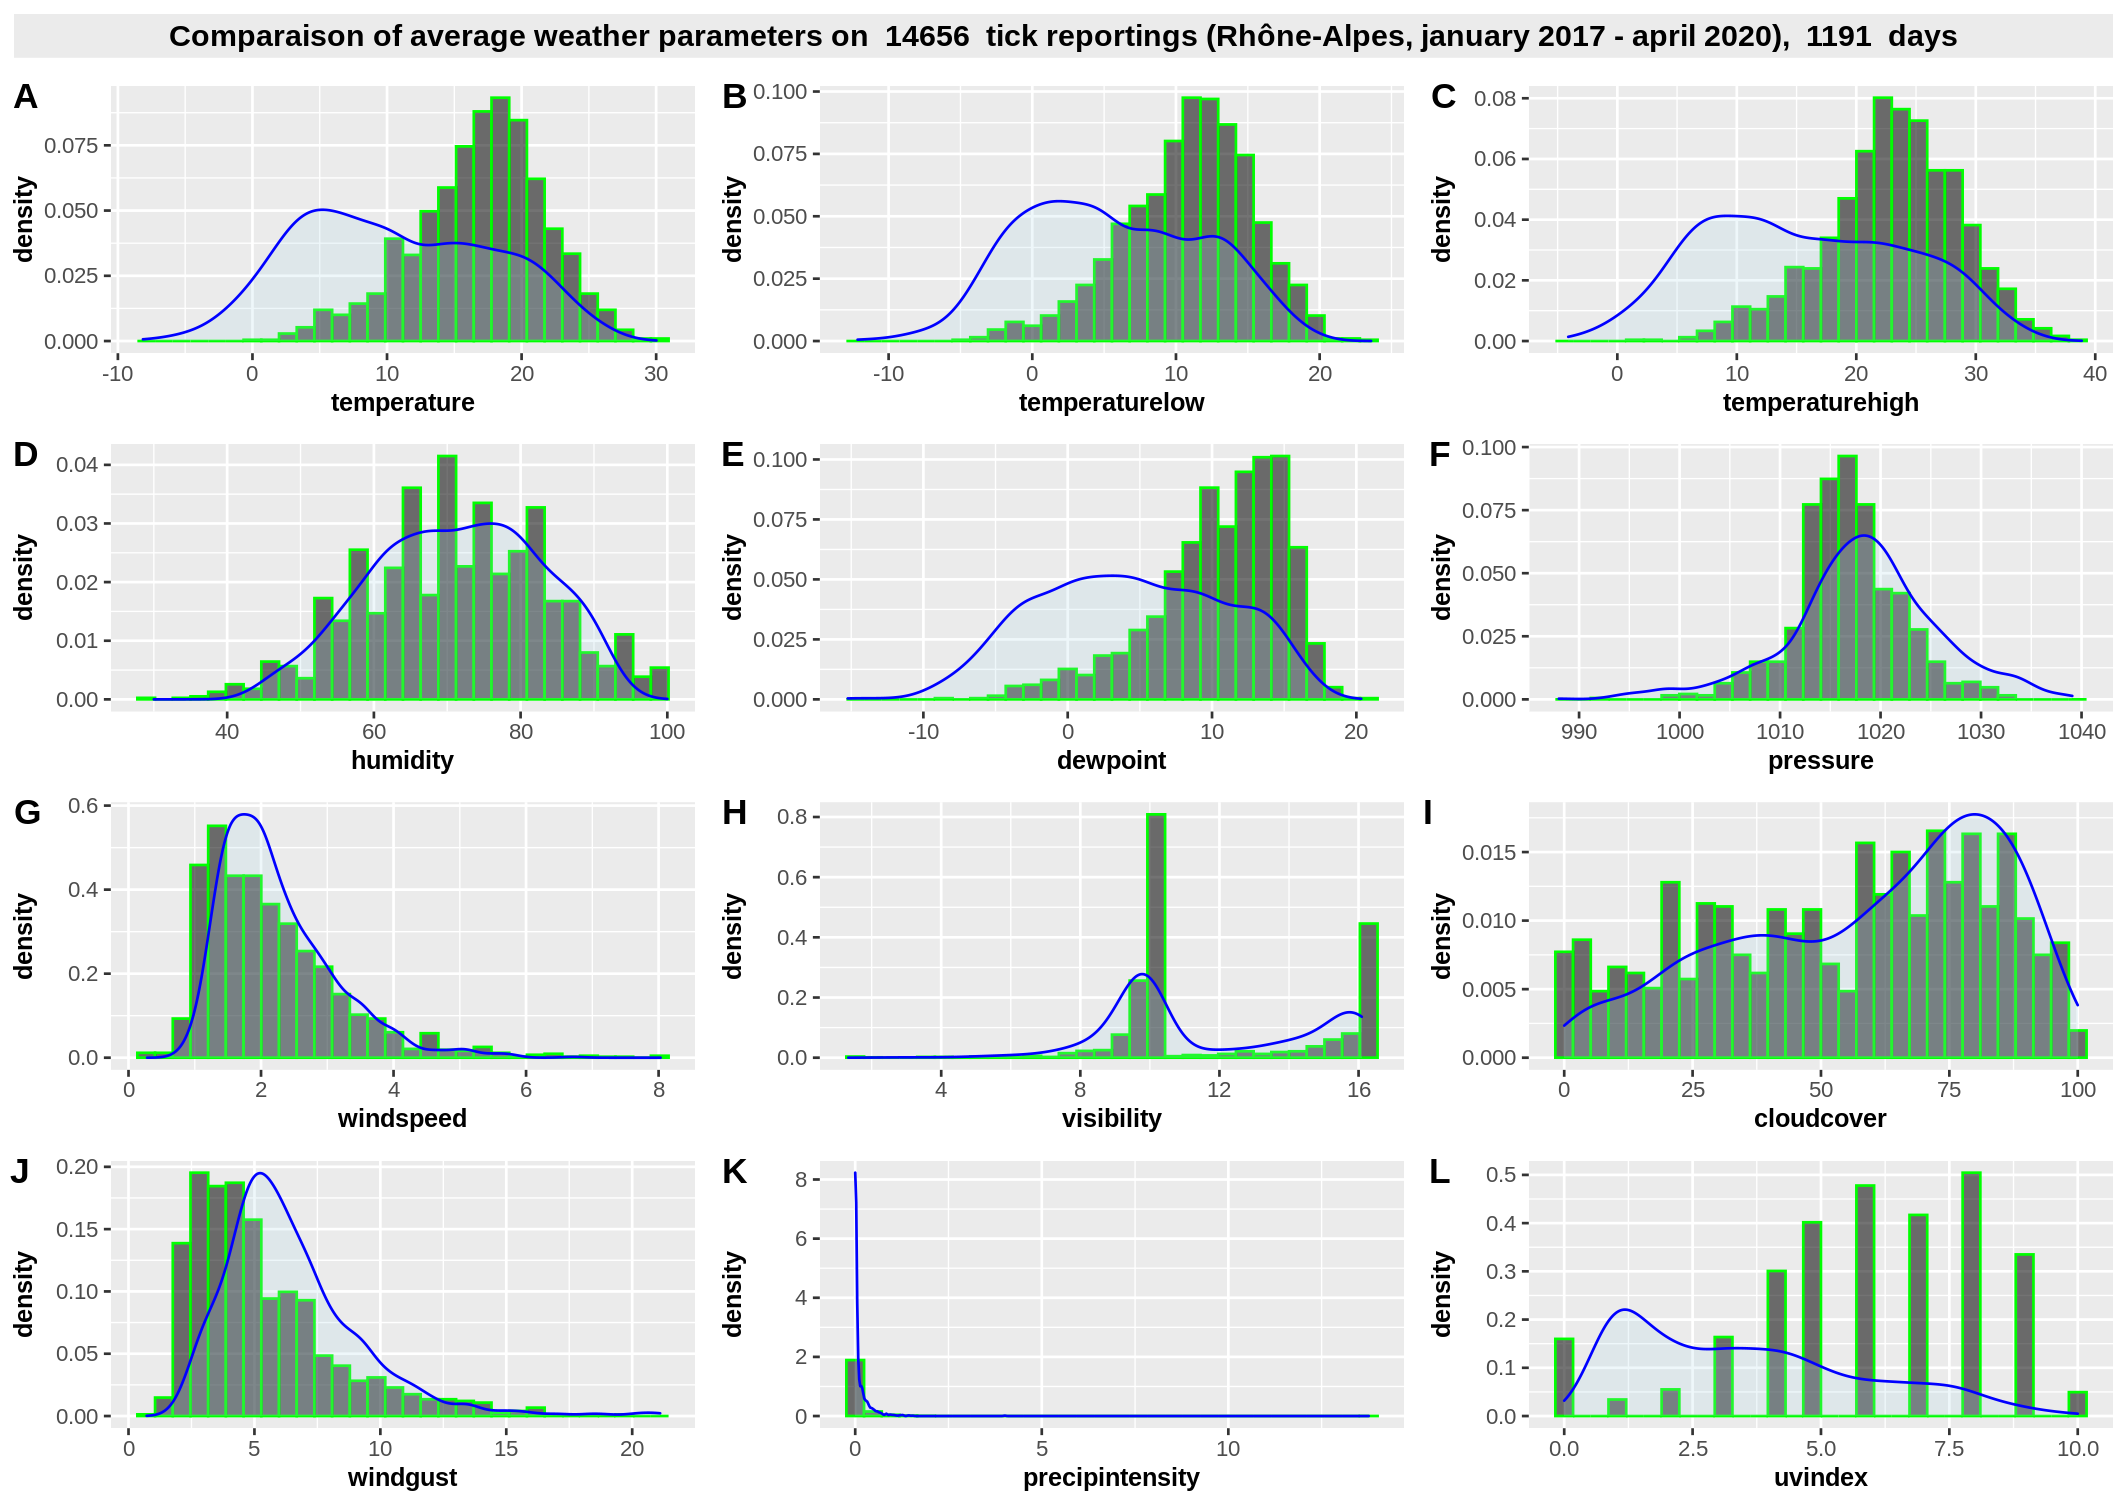 Comparaison of average weather parameters on 14656 tick reportings (Rhône-Alpes, january 2017 - april 2020), 1191 days
A
density
0.075
0.050
0.025
0.000
-10 0 10 20 30
temperature
B
density
0.100
0.075
0.050
0.025
0.000
-10 0 10 20
temperaturelow
C
density
0.08
0.06
0.04
0.02
0.00
0 10 20 30 40
temperaturehigh
D
density
0.04
0.03
0.02
0.01
0.00
40 60 80 100
humidity
E
density
0.100
0.075
0.050
0.025
0.000
-10 0 10 20
dewpoint
F
density
0.100
0.075
0.050
0.025
0.000
990 1000 1010 1020 1030 1040
pressure
G
density
0.6
0.4
0.2
0.0
0 2 4 6 8
windspeed
H
density
0.8
0.6
0.4
0.2
0.0
4 8 12 16
visibility
I
density
0.015
0.010
0.005
0.000
0 25 50 75 100
cloudcover
J
density
0.20
0.15
0.10
0.05
0.00
0 5 10 15 20
windgust
K
density
8
6
4
2
0
0 5 10
precipintensity
L
density
0.5
0.4
0.3
0.2
0.1
0.0
0.0 2.5 5.0 7.5 10.0
uvindex